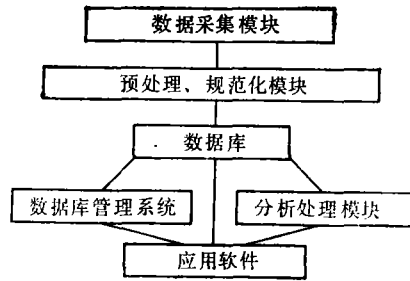 数据采集模块
预处理、规范化模块
数据库
数据库管理系统
分析处理模块
应用软件